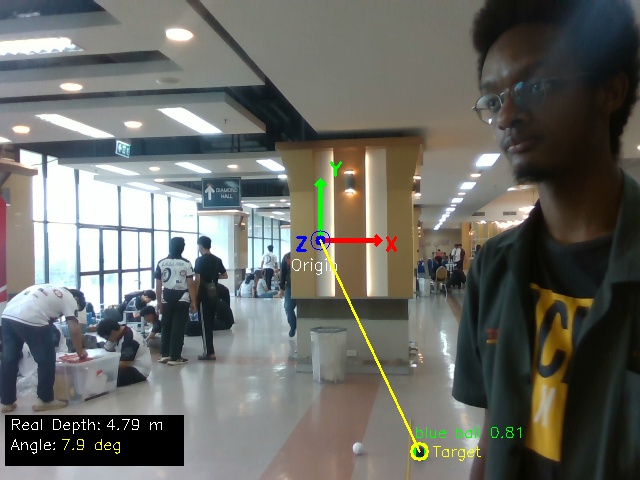 DIAMOND
HALL
Y
Z
X
Origin
blue ball 0.81
Target
Real Depth: 4.79 m
Angle: 7.9 deg